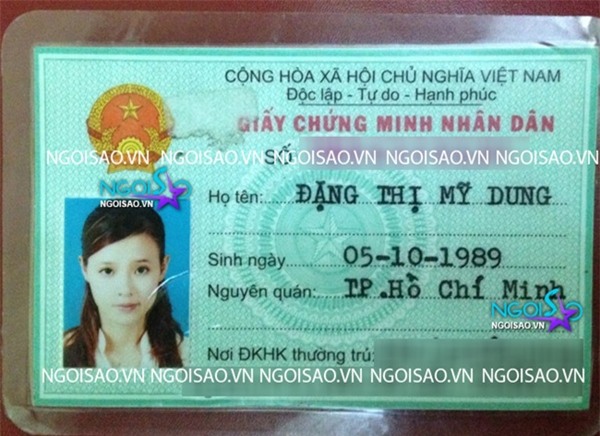 CỘNG HÒA XÃ HỘI CHỦ NGHĨA VIỆT NAM
Độc lập - Tự do - Hạnh phúc
GIẤY CHỨNG MINH NHÂN DÂN
SỐ
NGOISAO.VN NGOISAO.VN NGOISAO.VN NGOISAO.VN
NGOISAO
NGOISAO.VN
Họ tên: ĐẶNG THỊ MỸ DUNG
Sinh ngày 05-10-1989
Nguyên quán: TP.Hồ Chí Minh
NGOISAO
NGOISAO.VN
Nơi ĐKHK thường trú:
NGOISAO.VN NGOISAO.VN NGOISAO.VN NGOISAO.VN